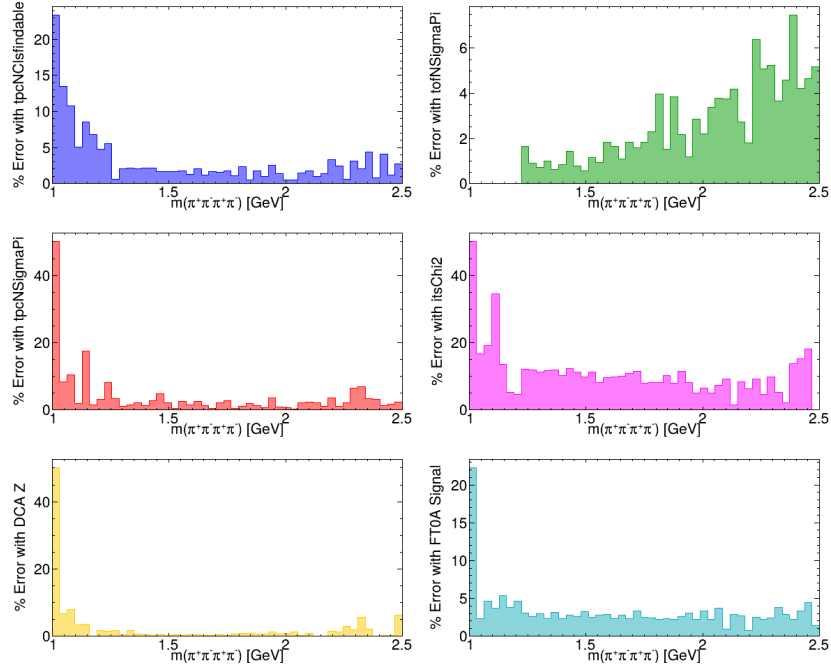 % Error with tpcNClsfindable
20
15
10
5
0
1 1.5 2 2.5
m(π⁺π⁻π⁺π⁻) [GeV]
% Error with tofNSigmaPi
6
4
2
0
1 1.5 2 2.5
m(π⁺π⁻π⁺π⁻) [GeV]
% Error with tpcNSigmaPi
40
20
0
1 1.5 2 2.5
m(π⁺π⁻π⁺π⁻) [GeV]
% Error with itsChi2
40
20
0
1 1.5 2 2.5
m(π⁺π⁻π⁺π⁻) [GeV]
% Error with DCA Z
40
20
0
1 1.5 2 2.5
m(π⁺π⁻π⁺π⁻) [GeV]
% Error with FT0A Signal
20
15
10
5
0
1 1.5 2 2.5
m(π⁺π⁻π⁺π⁻) [GeV]